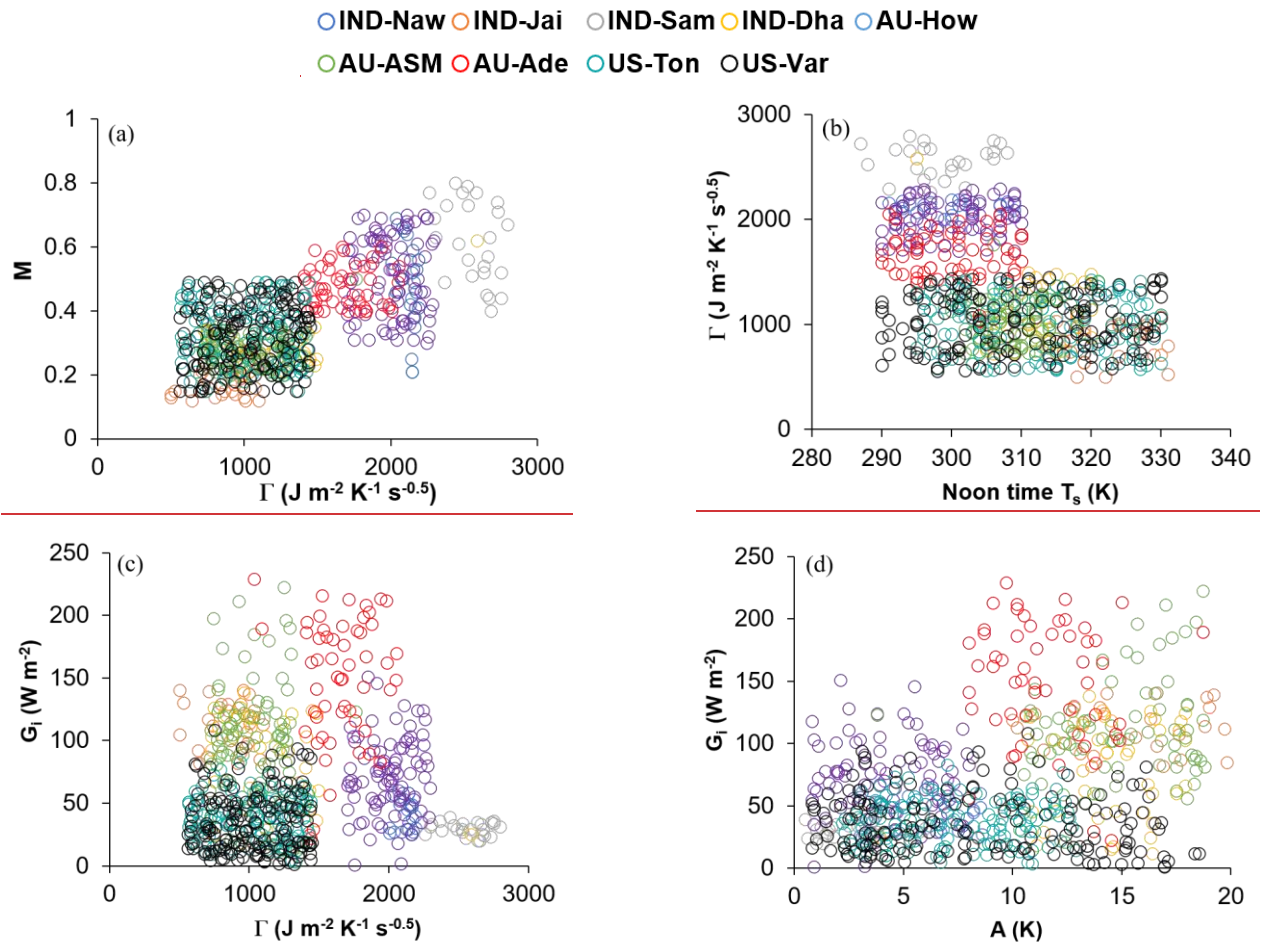 IND-Naw IND-Jai IND-Sam IND-Dha AU-How
AU-ASM AU-Ade US-Ton US-Var
(a)
1
0.8
0.6
0.4
0.2
0
M
0 1000 2000 3000
Γ (J m-2 K-1 s-0.5)
(b)
3000
2000
1000
0
Γ (J m-2 K-1 s-0.5)
280 290 300 310 320 330 340
Noon time Ts (K)
(c)
250
200
150
100
50
0
Gi (W m-2)
0 1000 2000 3000
Γ (J m-2 K-1 s-0.5)
(d)
250
200
150
100
50
0
Gi (W m-2)
0 5 10 15 20
A (K)